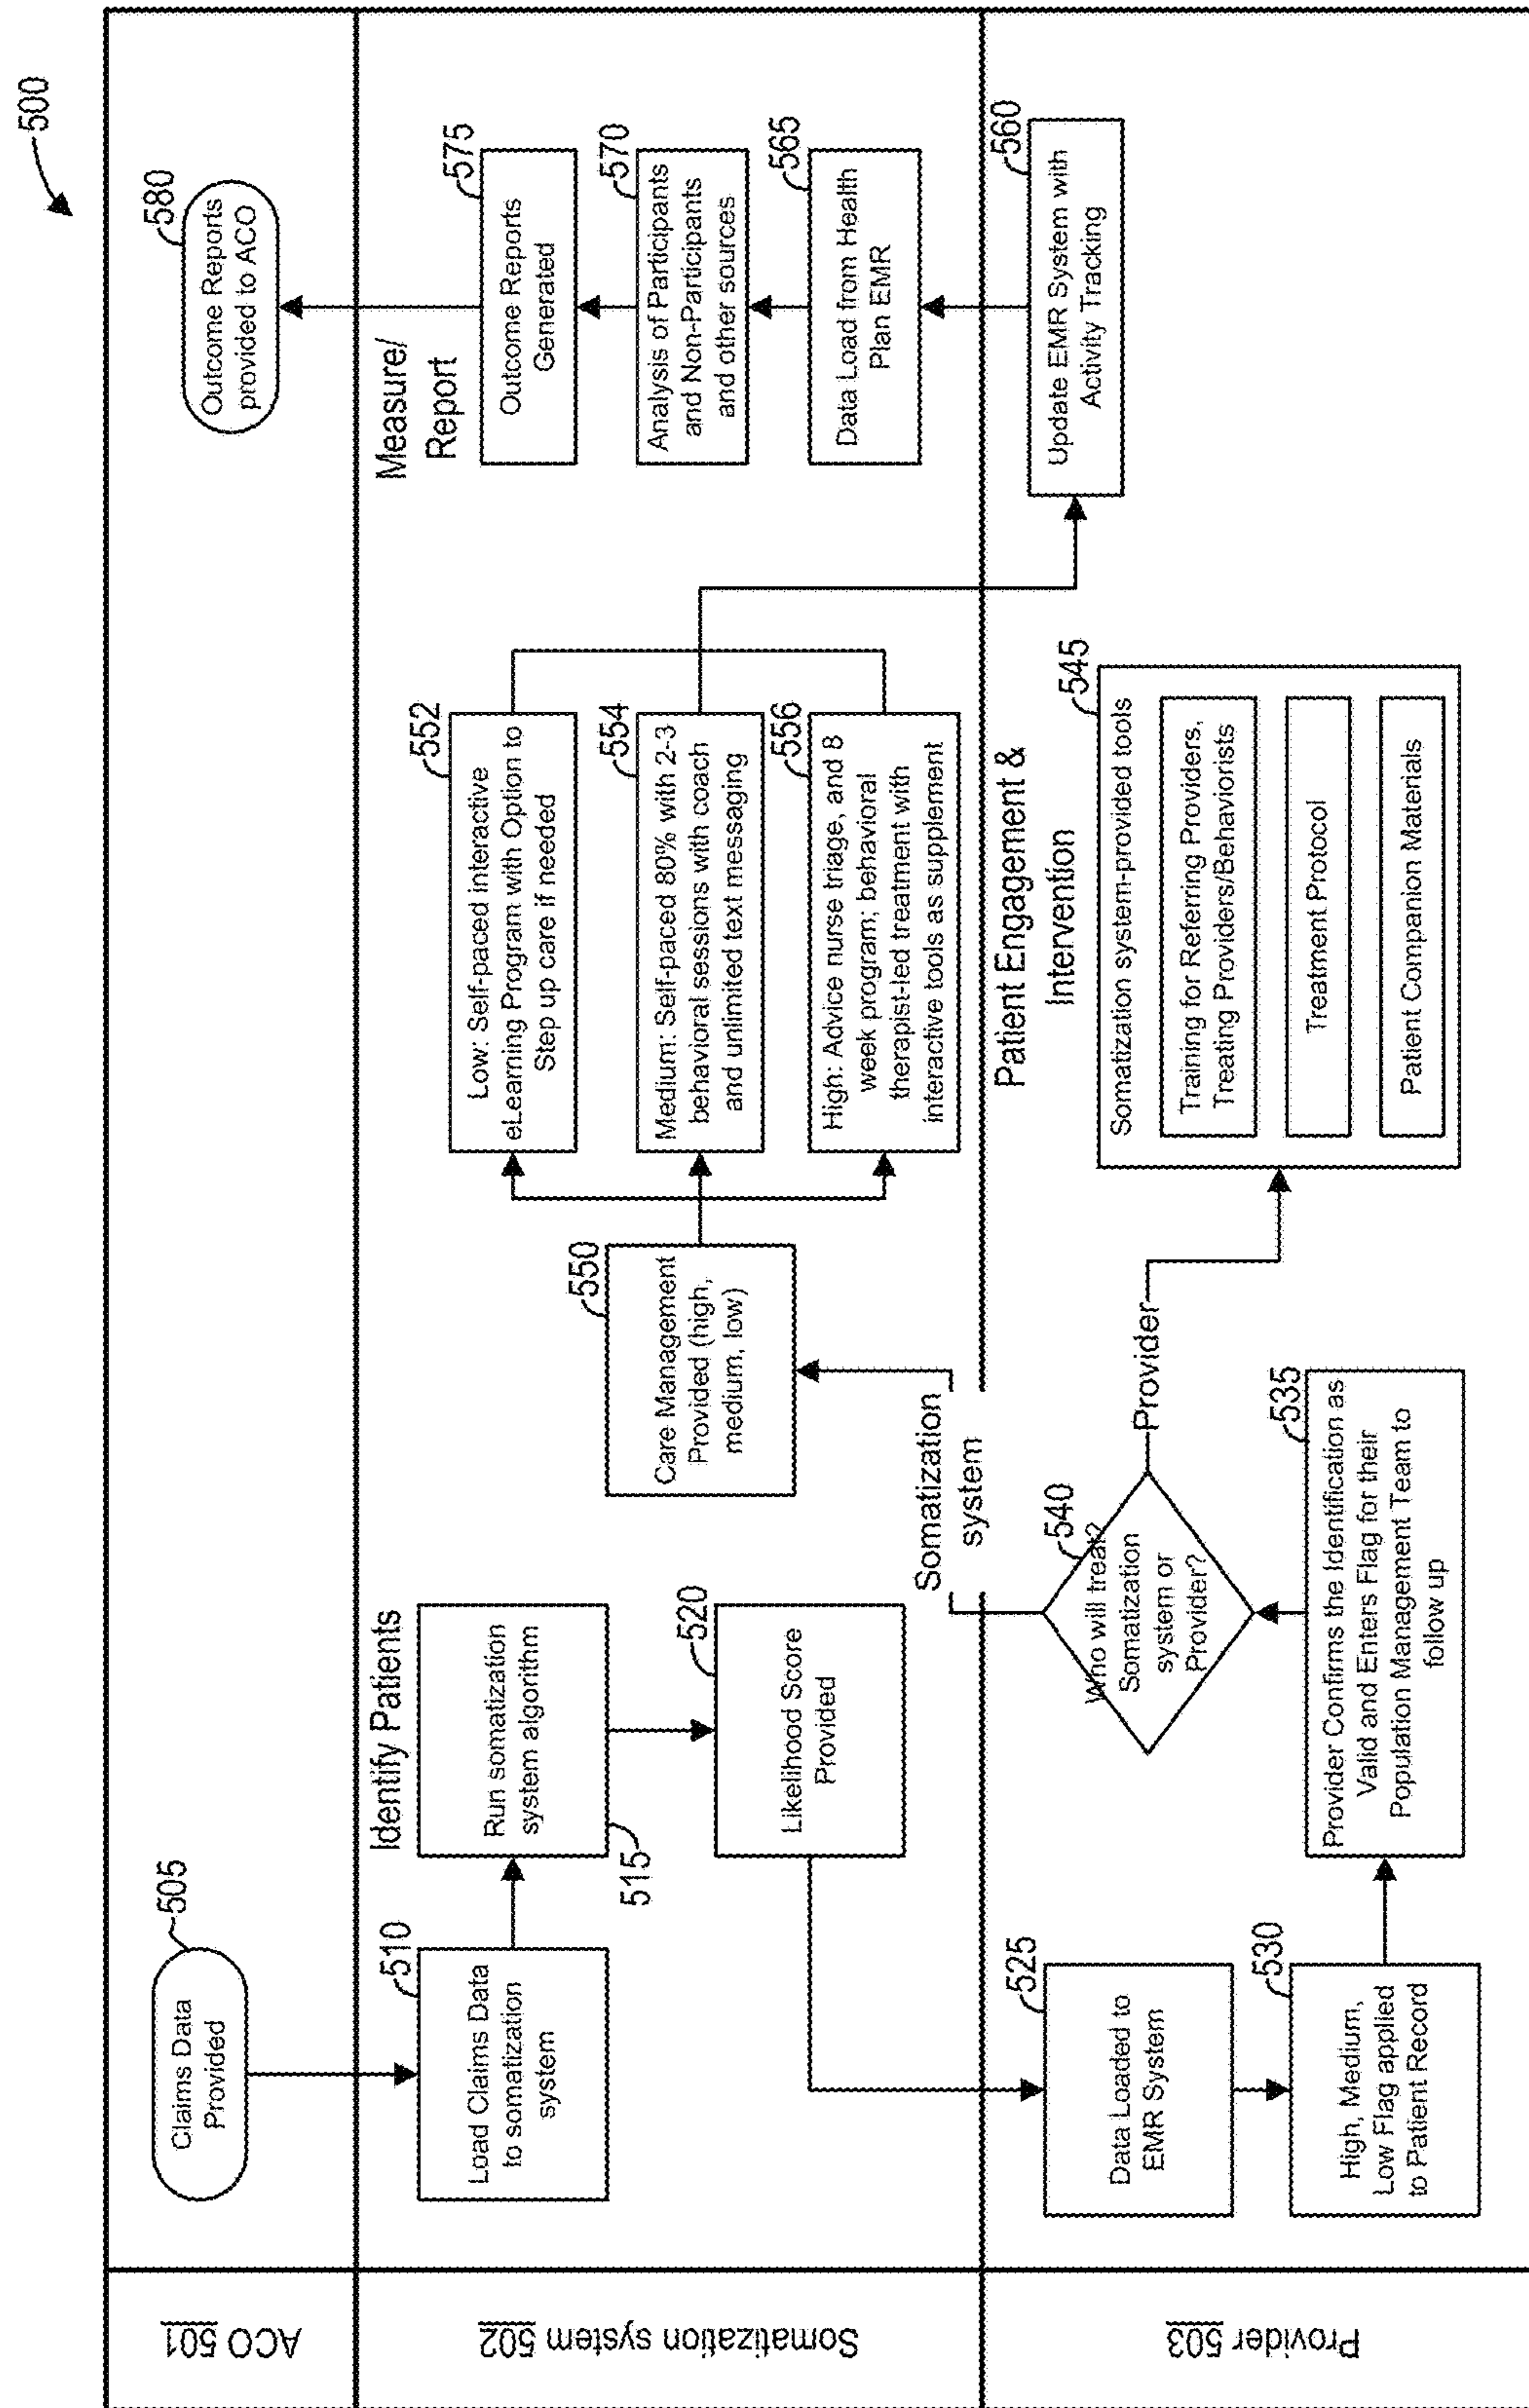 500
ACO 501
Claims Data
Provided
505
Outcome Reports
provided to ACO
580
Somatization system 502
Identify Patients
510
Load Claims Data
to somatization
system
Run somatization
system algorithm
515
520
Likelihood Score
Provided
550
Care Management
Provided (high,
medium, low)
552
Low: Self-paced interactive
eLearning Program with Option to
Step up care if needed
554
Medium: Self-paced 80% with 2-3
behavioral sessions with coach
and unlimited text messaging
556
High: Advice nurse triage, and 8
week program; behavioral
therapist-led treatment with
interactive tools as supplement
Measure/
Report
575
Outcome Reports
Generated
570
Analysis of Participants
and Non-Participants
and other sources
565
Data Load from Health
Plan EMR
Provider 503
525
Data Loaded to
EMR System
530
High, Medium,
Low Flag applied
to Patient Record
535
Provider Confirms the Identification as
Valid and Enters Flag for their
Population Management Team to
follow up
540
Who will treat?
Somatization
system or
Provider?
Somatization
system
Provider
Patient Engagement &
Intervention
545
Somatization system-provided tools
Training for Referring Providers,
Treating Providers/Behaviorists
Treatment Protocol
Patient Companion Materials
560
Update EMR System with
Activity Tracking